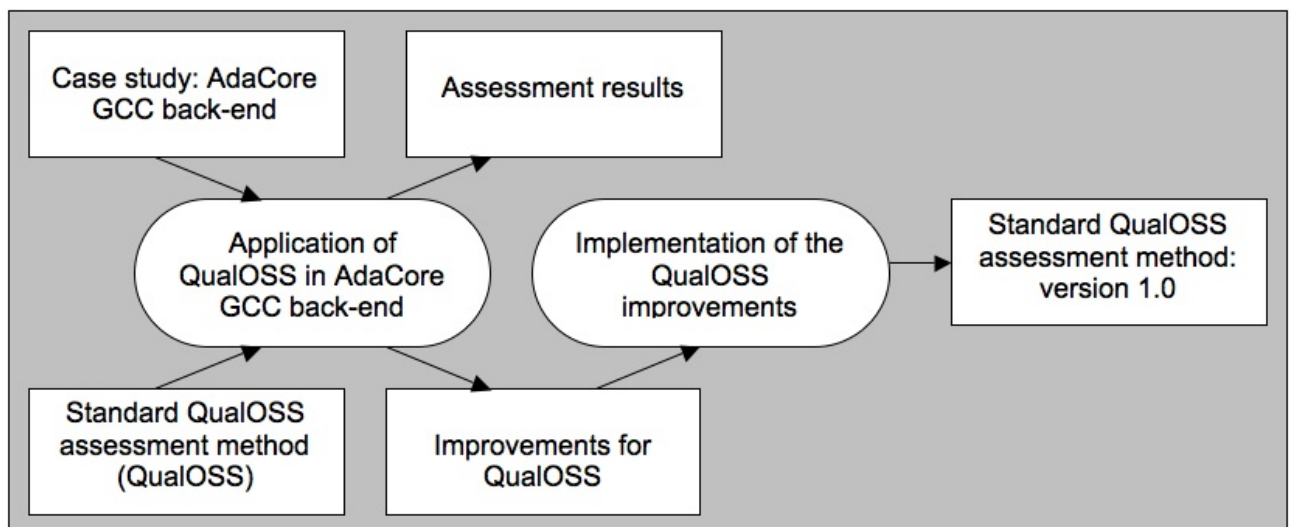 Case study: AdaCore
GCC back-end
Assessment results
Application of
QualOSS in AdaCore
GCC back-end
Implementation of the
QualOSS
improvements
Standard QualOSS
assessment method:
version 1.0
Standard QualOSS
assessment method
(QualOSS)
Improvements for
QualOSS